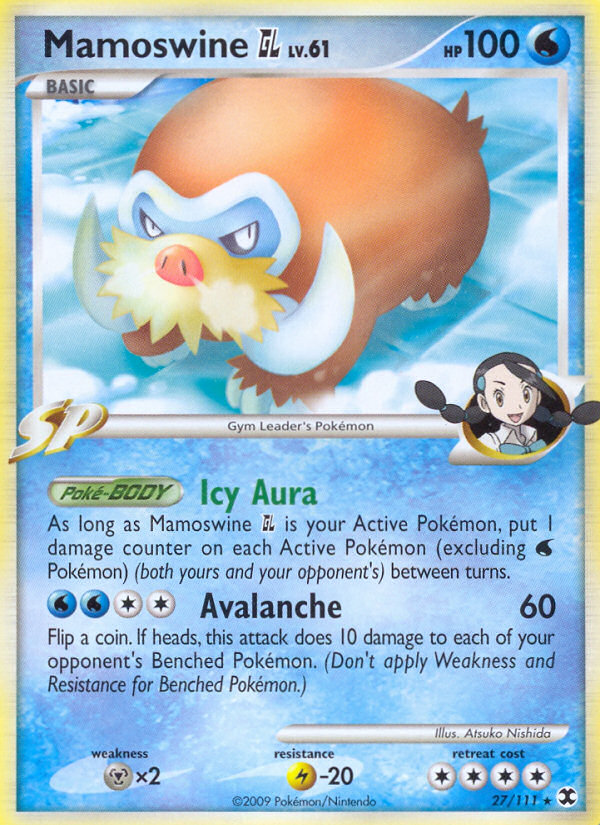 Mamoswine GL LV.61 HP 100
BASIC
SP
Gym Leader's Pokémon
Poké-BODY Icy Aura
As long as Mamoswine GL is your Active Pokémon, put 1
damage counter on each Active Pokémon (excluding
Pokémon) (both yours and your opponent's) between turns.
Avalanche 60
Flip a coin. If heads, this attack does 10 damage to each of your
opponent's Benched Pokémon. (Don't apply Weakness and
Resistance for Benched Pokémon.)
Illus. Atsuko Nishida
weakness resistance retreat cost
×2 -20
©2009 Pokémon/Nintendo 27/111 ★